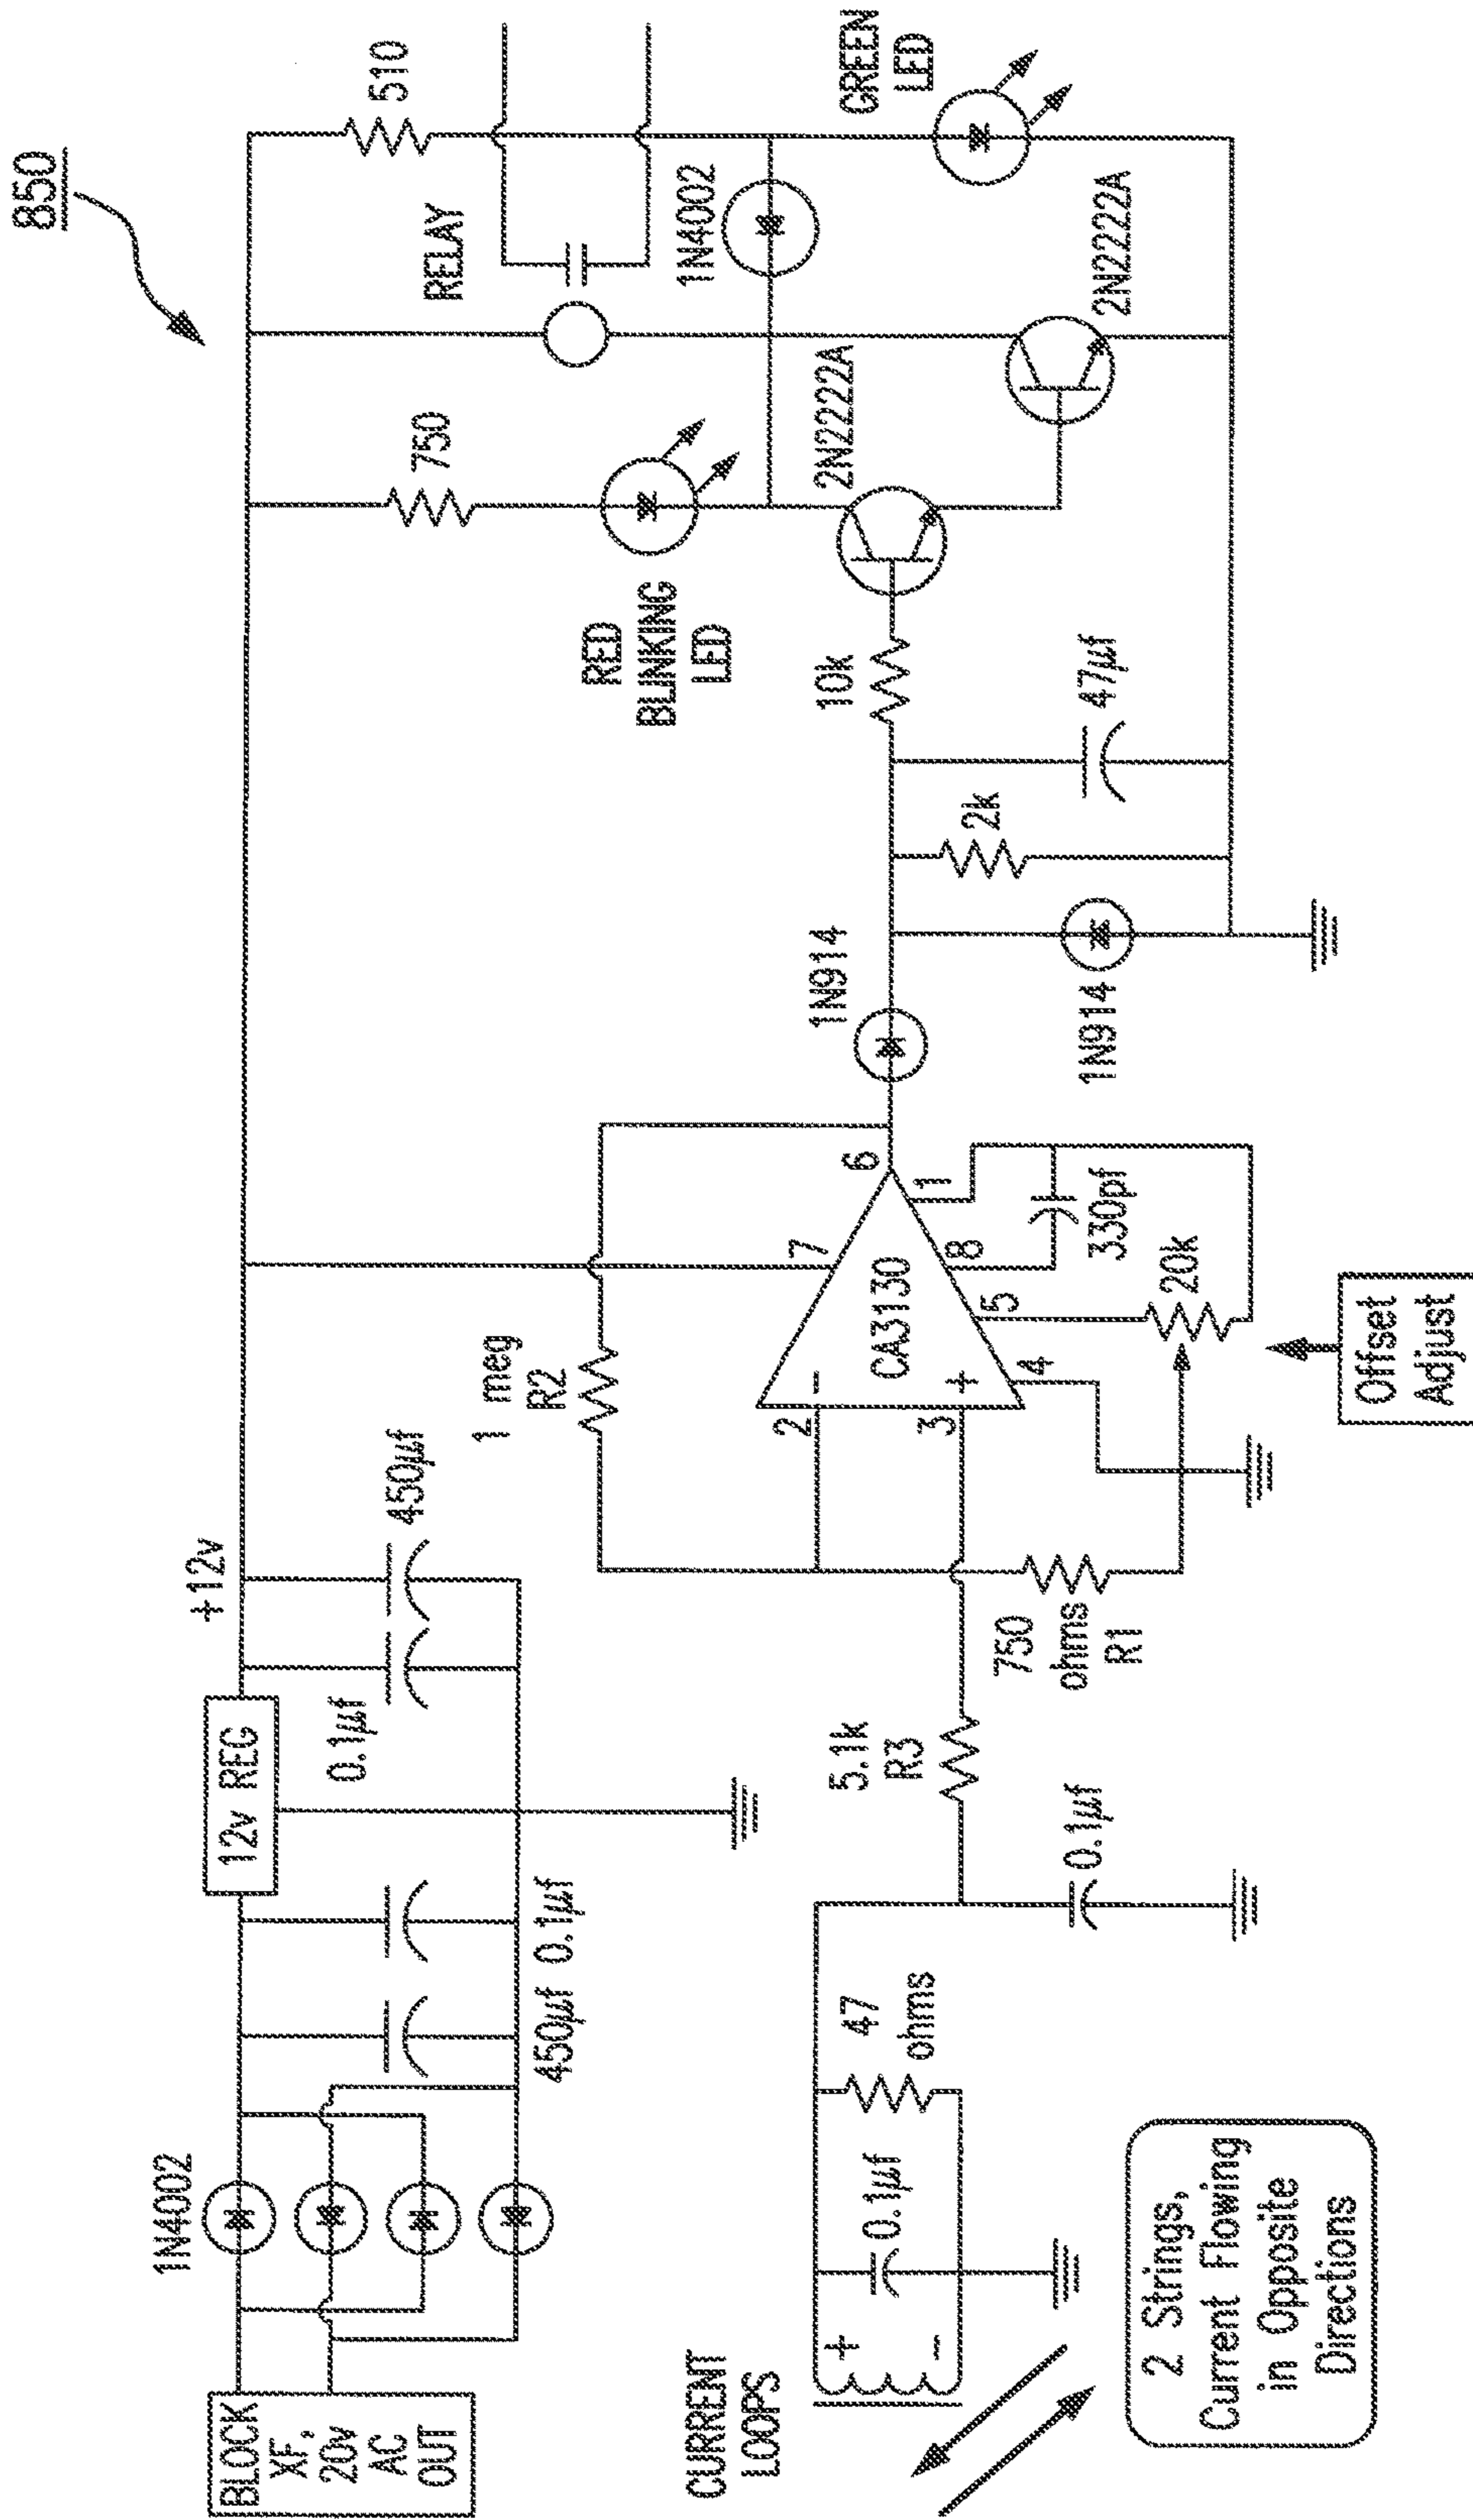 850
BLOCK
XF,
20v
AC
OUT
1N4002
450µf
0.1µf
12v REG
0.1µf
+12v
450µf
1 meg
R2
7
2
−
CA3130
6
3
+
4
5
8
1
330pf
20k
Offset
Adjust
750
ohms
R1
5.1k
R3
0.1µf
CURRENT
LOOPS
+
−
0.1µf
47
ohms
2 Strings,
Current Flowing
in Opposite
Directions
1N914
1N914
2k
47µf
10k
RED
BLINKING
LED
750
2N2222A
2N2222A
RELAY
1N4002
510
GREEN
LED